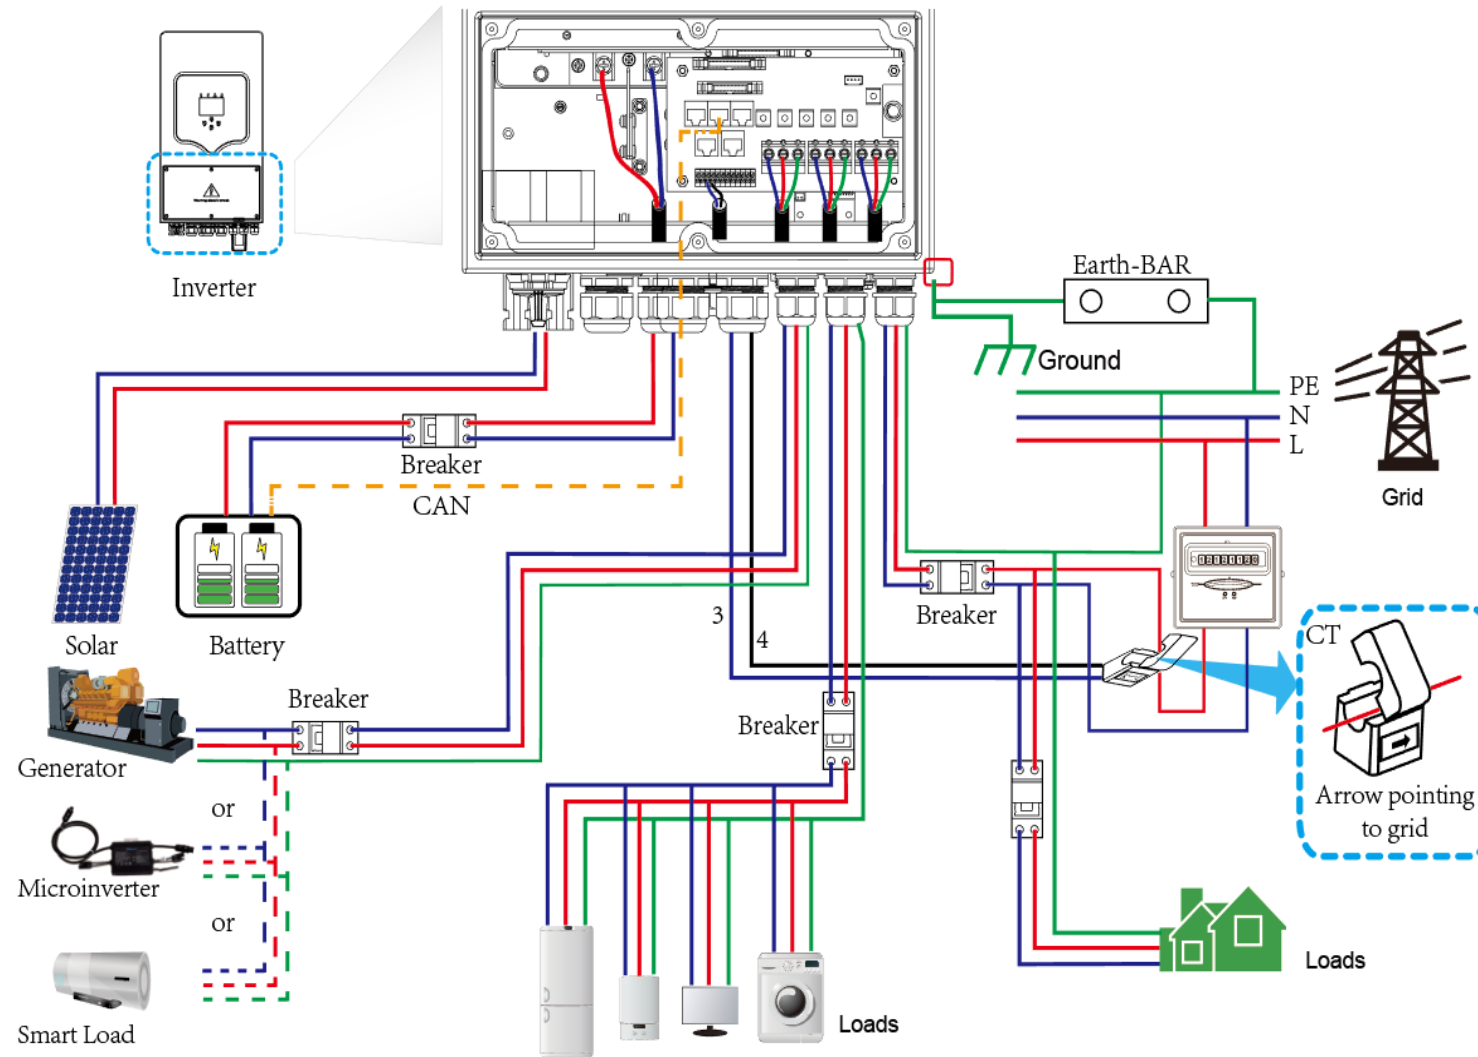 Inverter
Earth-BAR
Ground
PE
N
L
Grid
Breaker
CAN
Solar
Battery
3
4
Breaker
CT
Generator
Breaker
Breaker
Arrow pointing
to grid
or
Microinverter
or
Smart Load
Loads
Loads